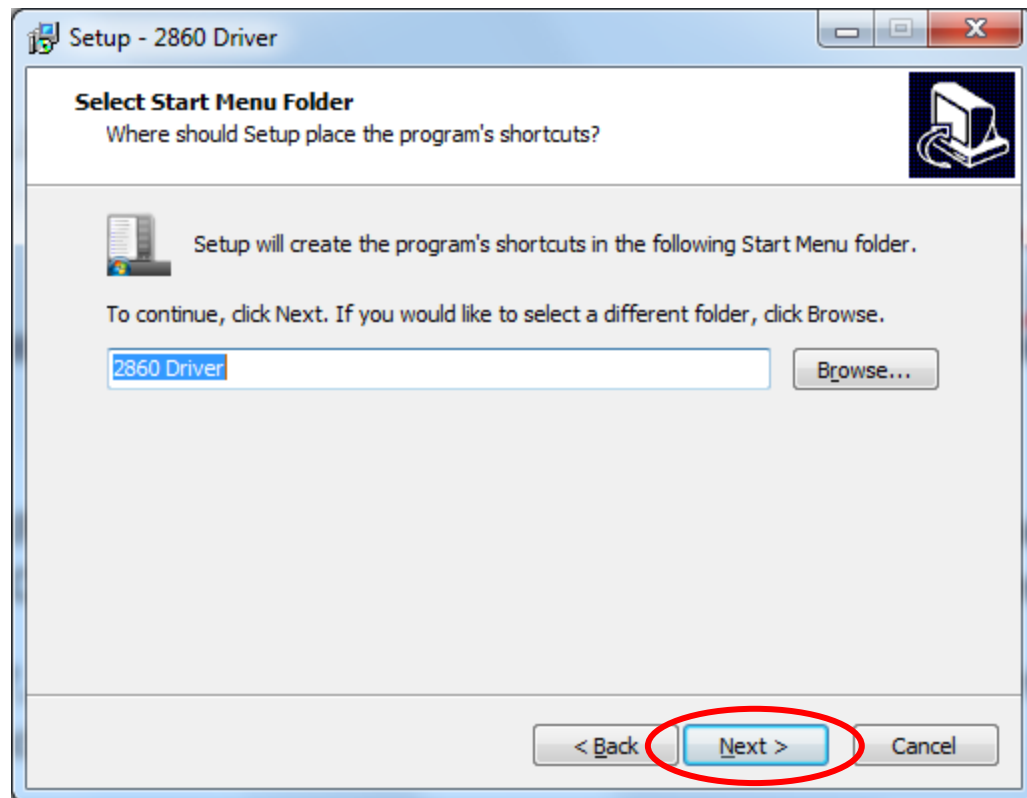 Setup - 2860 Driver
Select Start Menu Folder
Where should Setup place the program's shortcuts?
Setup will create the program's shortcuts in the following Start Menu folder.
To continue, click Next. If you would like to select a different folder, click Browse.
2860 Driver
Browse...
< Back
Next >
Cancel